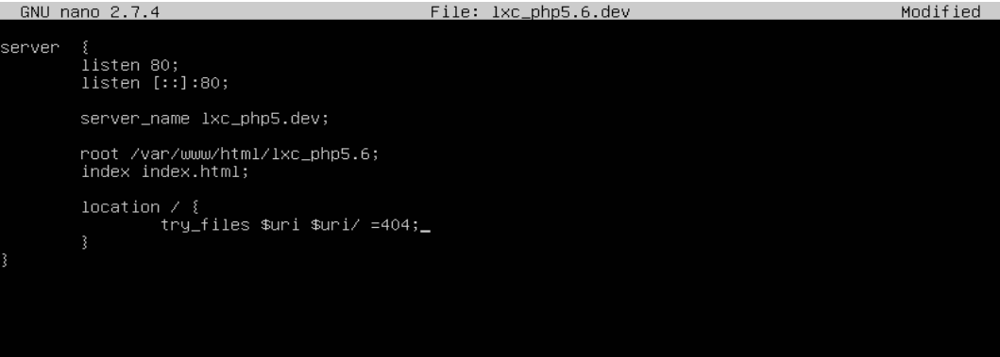 GNU nano 2.7.4 File: lxc_php5.6.dev Modified
server {
listen 80;
listen [::]:80;
server_name lxc_php5.dev;
root /var/www/html/lxc_php5.6;
index index.html;
location / {
try_files $uri $uri/ =404;_
}
}